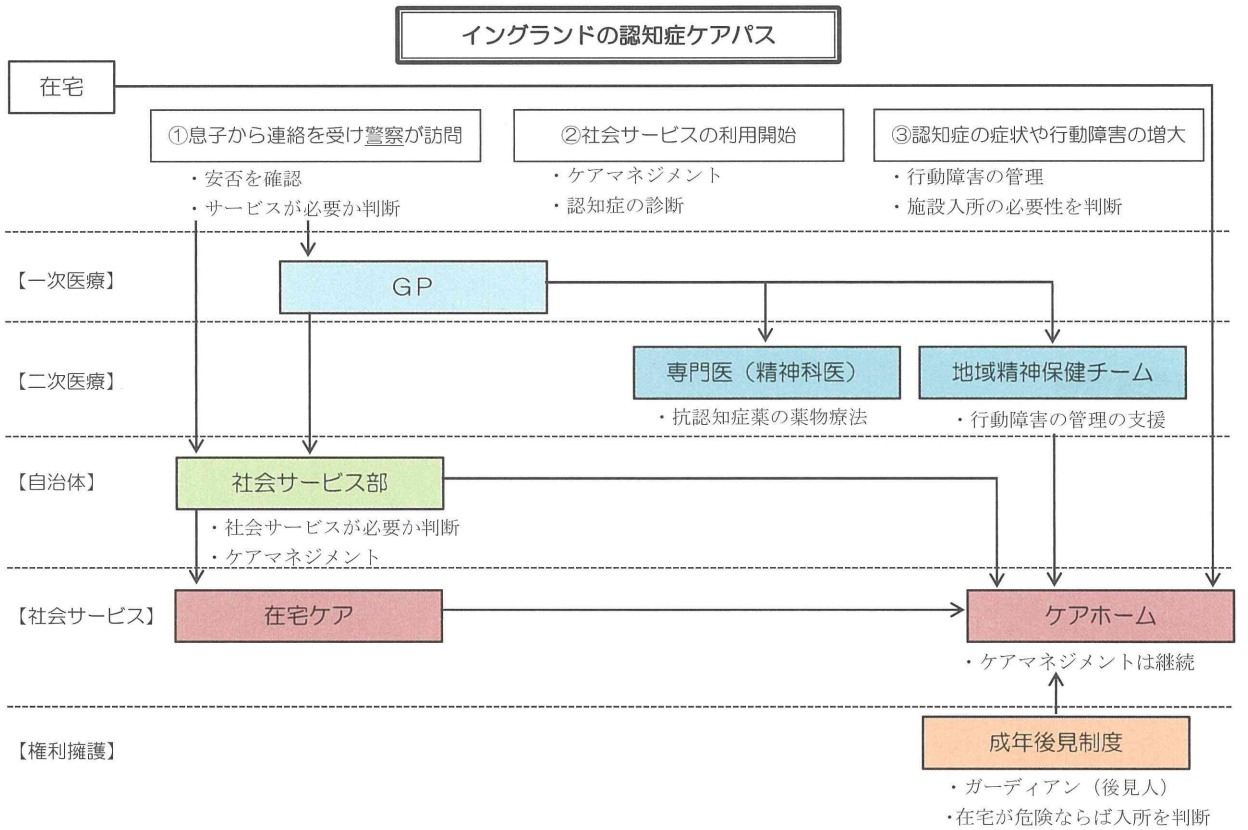 イングランドの認知症ケアパス
在宅
①息子から連絡を受け警察が訪問
・安否を確認
・サービスが必要か判断
②社会サービスの利用開始
・ケアマネジメント
・認知症の診断
③認知症の症状や行動障害の増大
・行動障害の管理
・施設入所の必要性を判断
【一次医療】
GP
【二次医療】
専門医（精神科医）
・抗認知症薬の薬物療法
地域精神保健チーム
・行動障害の管理の支援
【自治体】
社会サービス部
・社会サービスが必要か判断
・ケアマネジメント
【社会サービス】
在宅ケア
ケアホーム
・ケアマネジメントは継続
【権利擁護】
成年後見制度
・ガーディアン（後見人）
・在宅が危険ならば入所を判断